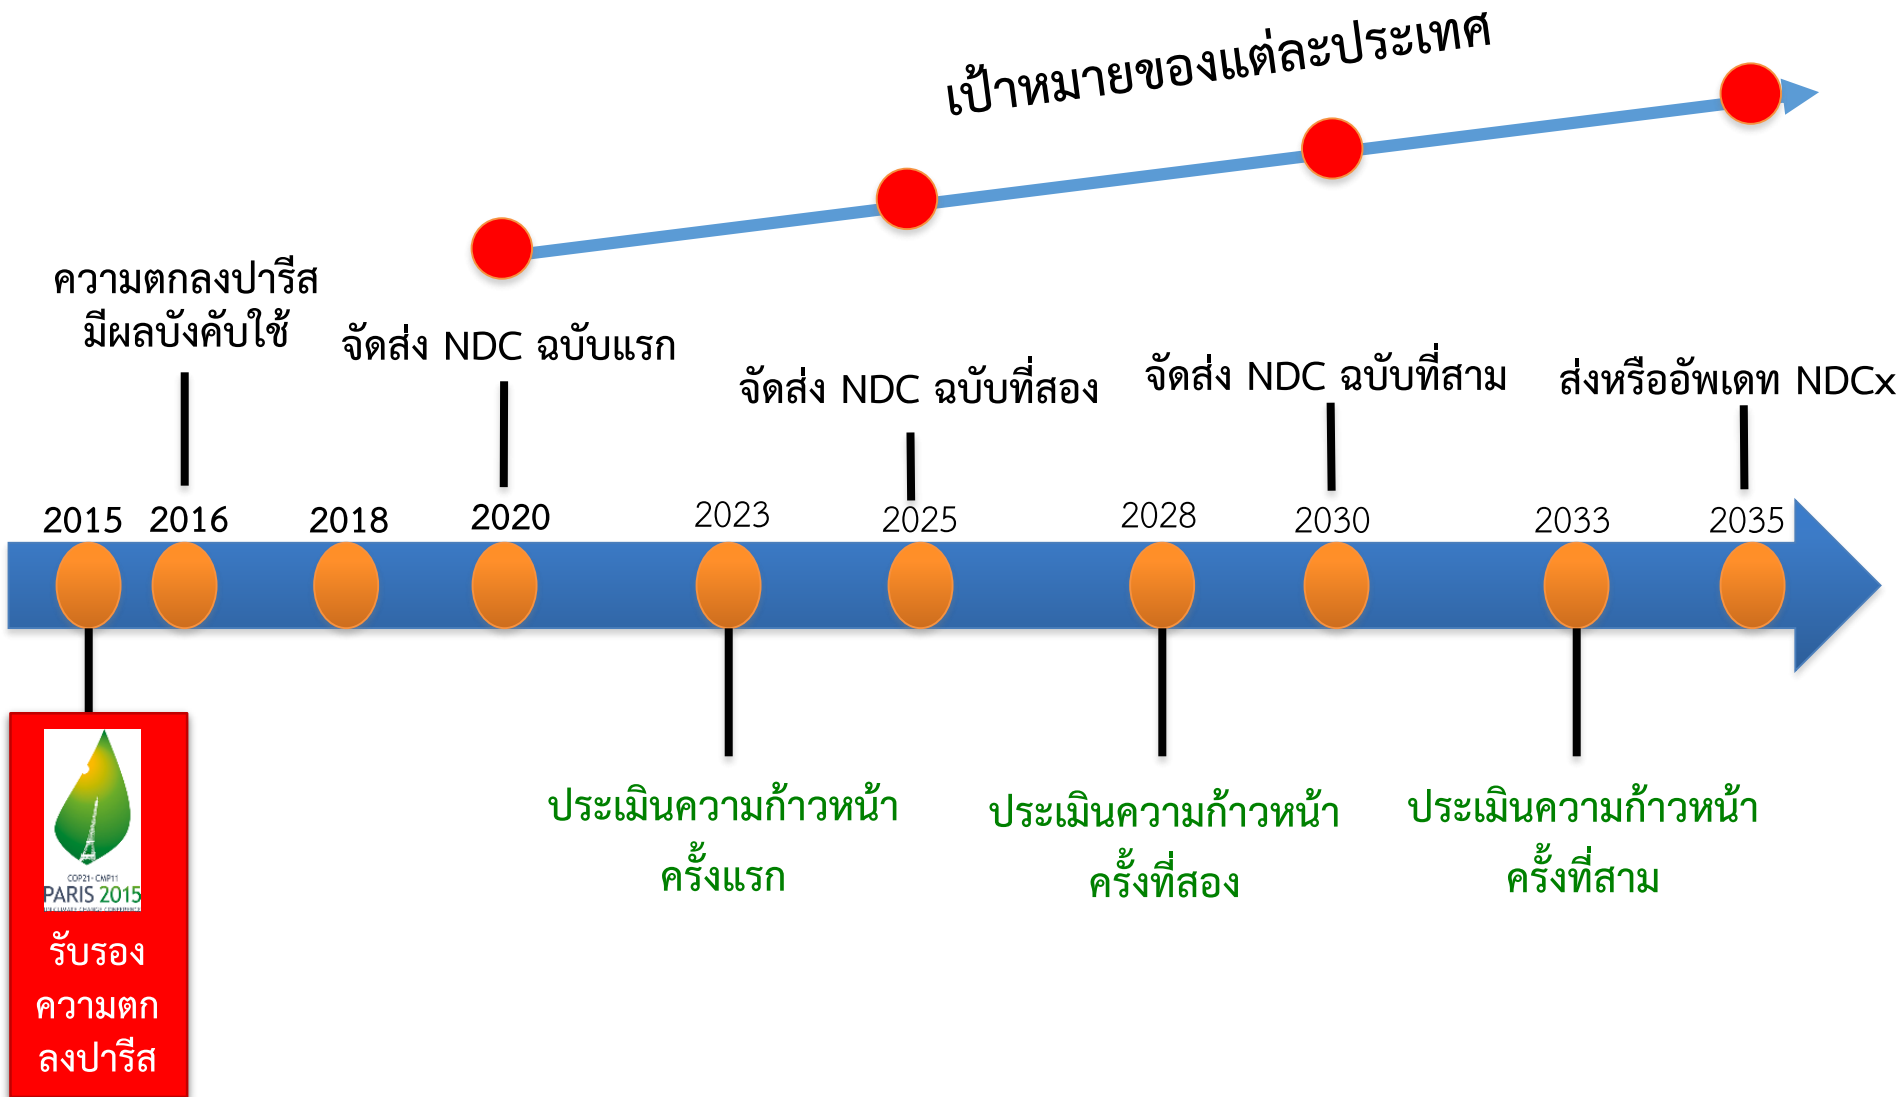 เป้าหมายของแต่ละประเทศ
ความตกลงปารีส
มีผลบังคับใช้
จัดส่ง NDC ฉบับแรก
จัดส่ง NDC ฉบับที่สอง
จัดส่ง NDC ฉบับที่สาม
ส่งหรืออัพเดท NDCx
2015 2016 2018 2020 2023 2025 2028 2030 2033 2035
ประเมินความก้าวหน้า
ครั้งแรก
ประเมินความก้าวหน้า
ครั้งที่สอง
ประเมินความก้าวหน้า
ครั้งที่สาม
COP21·CMP11
PARIS 2015
รับรอง
ความตก
ลงปารีส